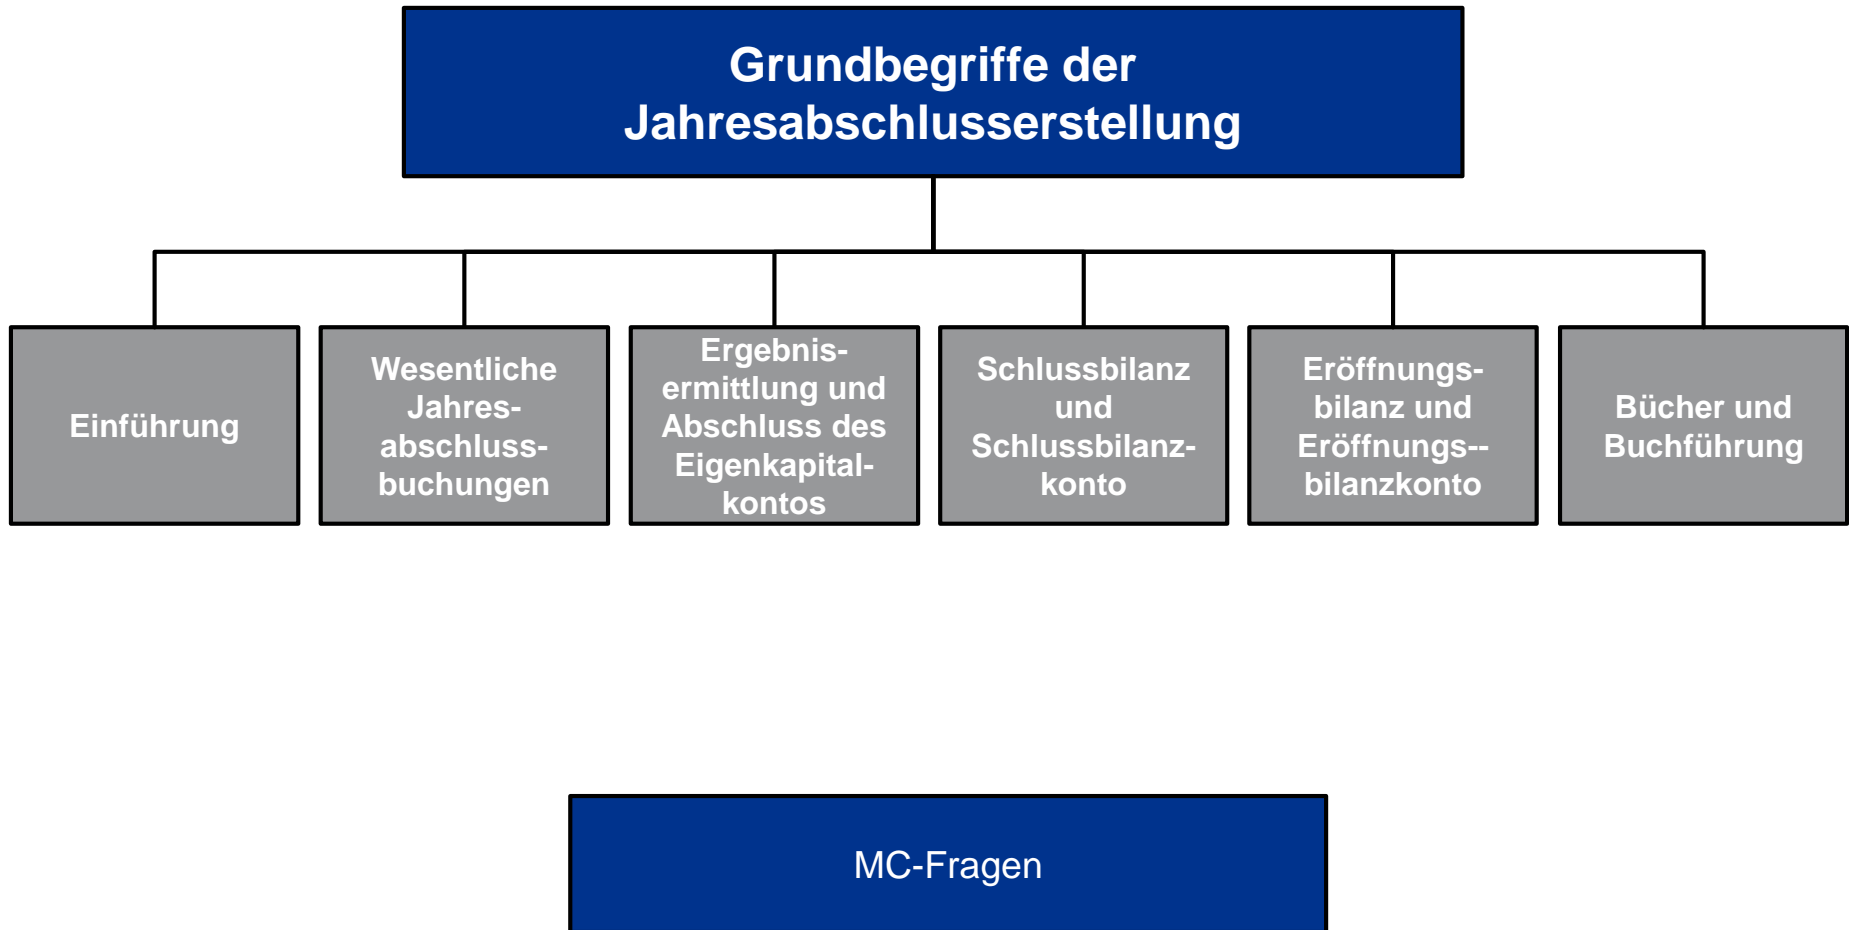 Grundbegriffe der
Jahresabschlusserstellung
Einführung
Wesentliche
Jahres-
abschluss-
buchungen
Ergebnis-
ermittlung und
Abschluss des
Eigenkapital-
kontos
Schlussbilanz
und
Schlussbilanz-
konto
Eröffnungs-
bilanz und
Eröffnungs--
bilanzkonto
Bücher und
Buchführung
MC-Fragen